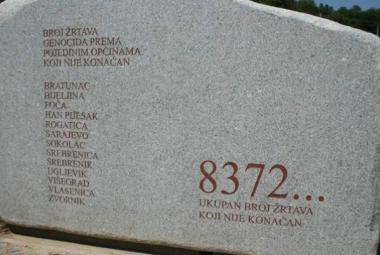 BROJ ŽRTAVA
GENOCIDA PREMA
POJEDINIM OPĆINAMA
KOJI NIJE KONAČAN
BRATUNAC
BIJELJINA
FOČA
HAN PIJESAK
ROGATICA
SARAJEVO
SOKOLAC
SREBRENICA
SREBRENIK
UGLJEVIK
VIŠEGRAD
VLASENICA
ZVORNIK
8372...
UKUPAN BROJ ŽRTAVA
KOJI NIJE KONAČAN